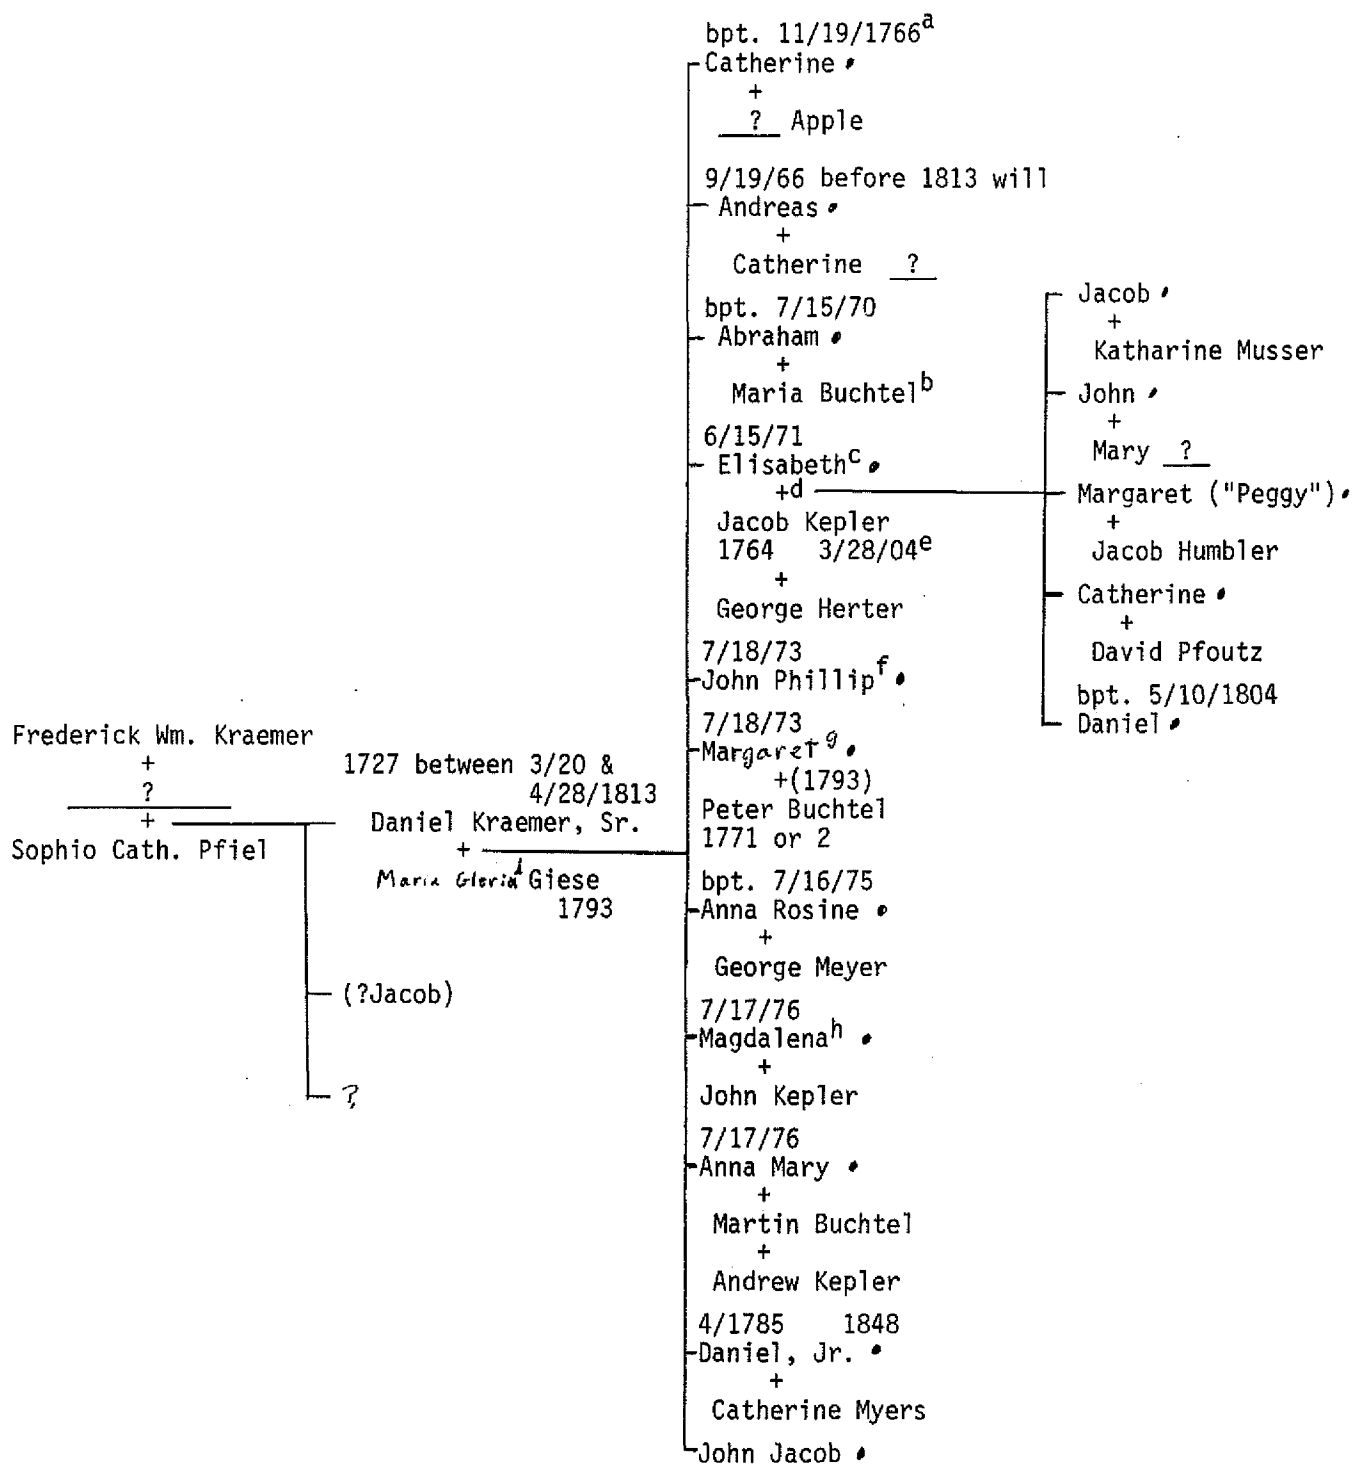 Frederick Wm. Kraemer
+
?
+
Sophio Cath. Pfiel
1727 between 3/20 &
4/28/1813
Daniel Kraemer, Sr.
+
Maria Gloria Giese
1793
(?Jacob)
?
bpt. 11/19/1766a
Catherine
+
? Apple
9/19/66 before 1813 will
Andreas
+
Catherine ?
bpt. 7/15/70
Abraham
+
Maria Buchtelb
6/15/71
Elisabethc
+d
Jacob Kepler
1764 3/28/04e
+
George Herter
7/18/73
John Phillipf
7/18/73
Margaret g
+(1793)
Peter Buchtel
1771 or 2
bpt. 7/16/75
Anna Rosine
+
George Meyer
7/17/76
Magdalenah
+
John Kepler
7/17/76
Anna Mary
+
Martin Buchtel
+
Andrew Kepler
4/1785 1848
Daniel, Jr.
+
Catherine Myers
John Jacob
Jacob
+
Katharine Musser
John
+
Mary ?
Margaret ("Peggy")
+
Jacob Humbler
Catherine
+
David Pfoutz
bpt. 5/10/1804
Daniel